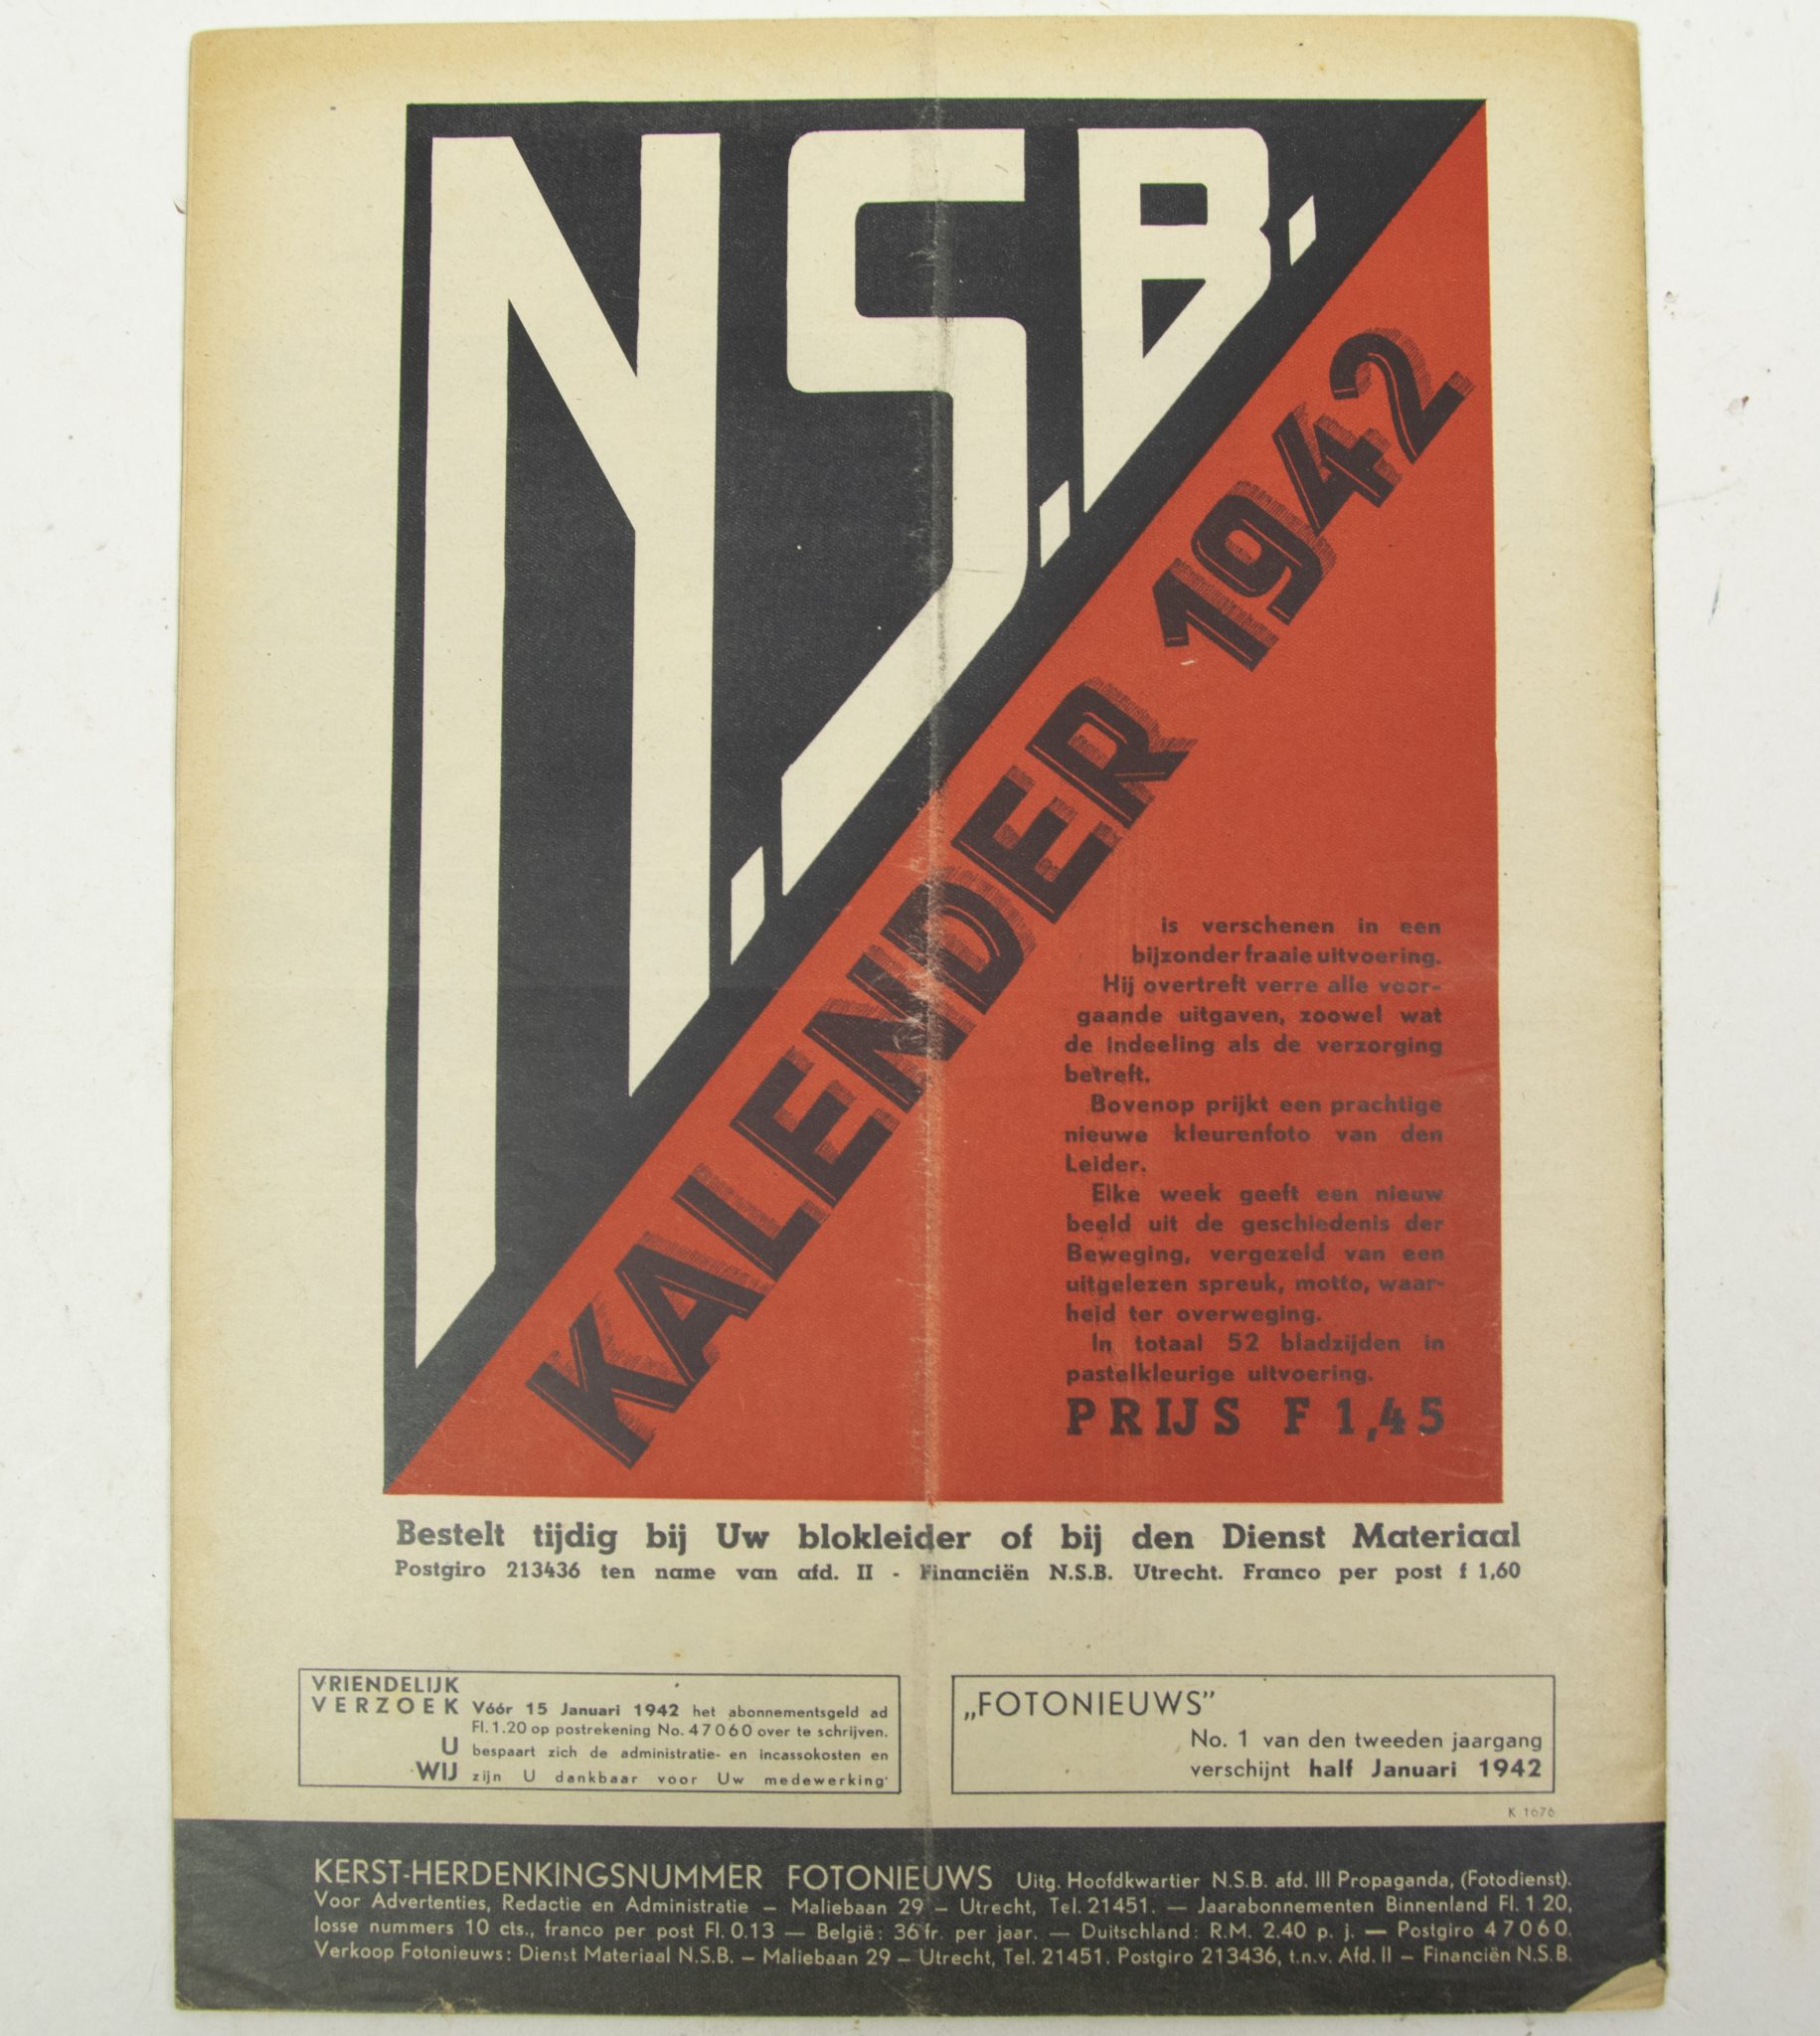 N.S.B.
KALENDER 1942
is verschenen in een
bijzonder fraaie uitvoering.
Hij overtreft verre alle voor-
gaande uitgaven, zoowel wat
de indeeling als de verzorging
betreft.
Bovenop prijkt een prachtige
nieuwe kleurenfoto van den
Leider.
Elke week geeft een nieuw
beeld uit de geschiedenis der
Beweging, vergezeld van een
uitgelezen spreuk, motto, waar-
heid ter overweging.
In totaal 52 bladzijden in
pastelkleurige uitvoering.
PRIJS F 1,45
Bestelt tijdig bij Uw blokleider of bij den Dienst Materiaal
Postgiro 213436 ten name van afd. II - Financiën N.S.B. Utrecht. Franco per post f 1,60
VRIENDELIJK
VERZOEK Vóór 15 Januari 1942 het abonnementsgeld ad
Fl. 1.20 op postrekening No. 47060 over te schrijven.
U bespaart zich de administratie- en incassokosten en
WIJ zijn U dankbaar voor Uw medewerking
„FOTONIEUWS”
No. 1 van den tweeden jaargang
verschijnt half Januari 1942
K 1676
KERST-HERDENKINGSNUMMER FOTONIEUWS Uitg. Hoofdkwartier N.S.B. afd. III Propaganda, (Fotodienst).
Voor Advertenties, Redactie en Administratie — Maliebaan 29 — Utrecht, Tel. 21451. — Jaarabonnementen Binnenland Fl. 1.20,
losse nummers 10 cts., franco per post Fl. 0.13 — België: 36 fr. per jaar. — Duitschland: R.M. 2.40 p. j. — Postgiro 47060.
Verkoop Fotonieuws: Dienst Materiaal N.S.B. — Maliebaan 29 — Utrecht, Tel. 21451. Postgiro 213436, t.n.v. Afd. II — Financiën N.S.B.